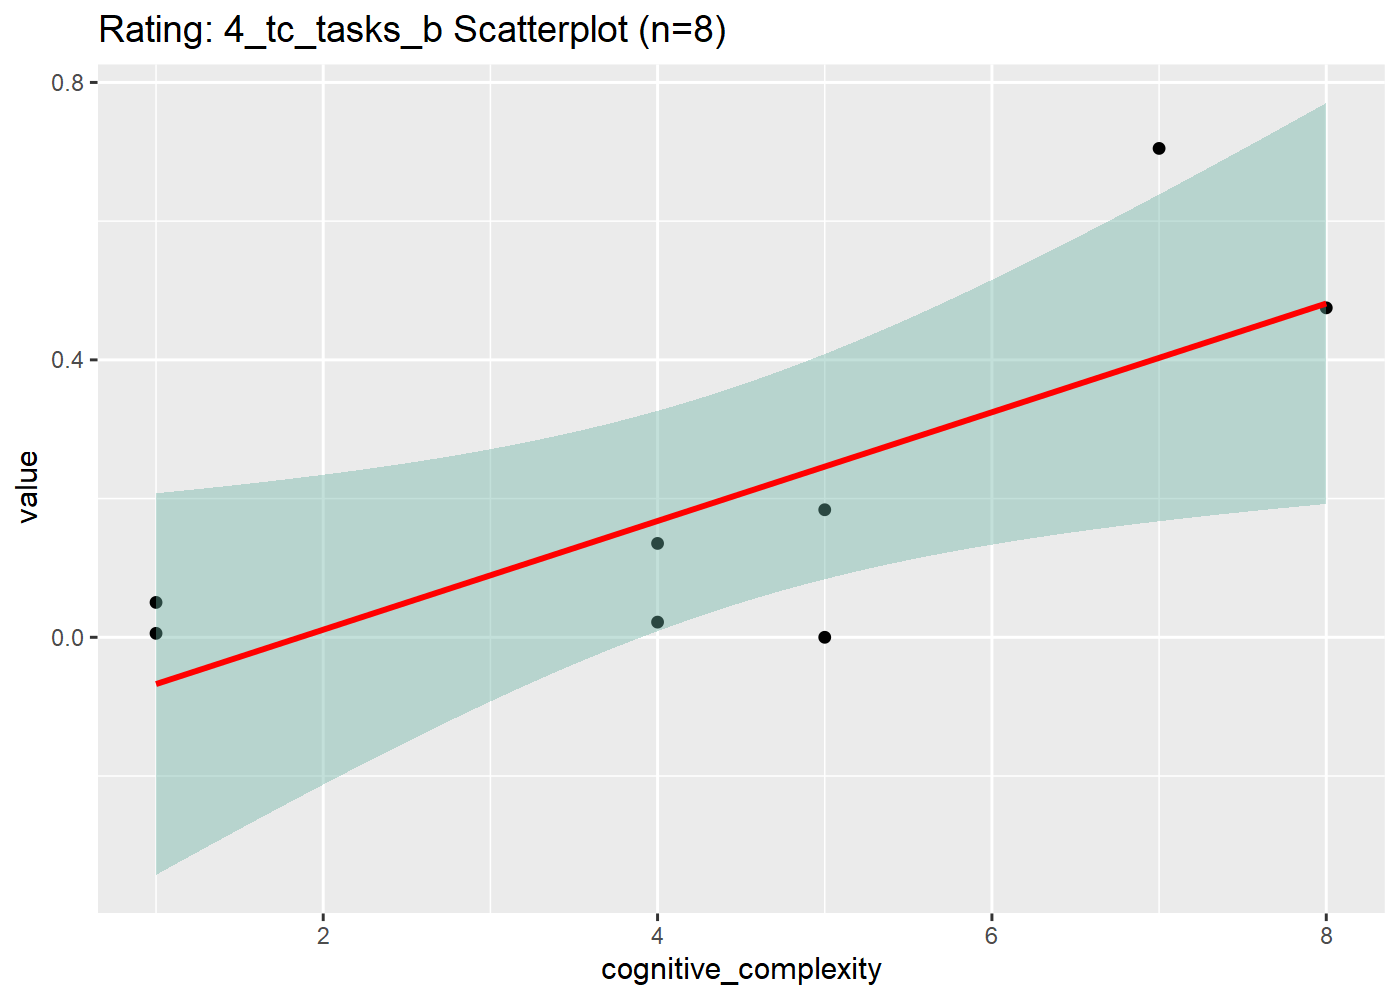 Rating: 4_tc_tasks_b Scatterplot (n=8)
0.8
0.4
0.0
value
2 4 6 8
cognitive_complexity